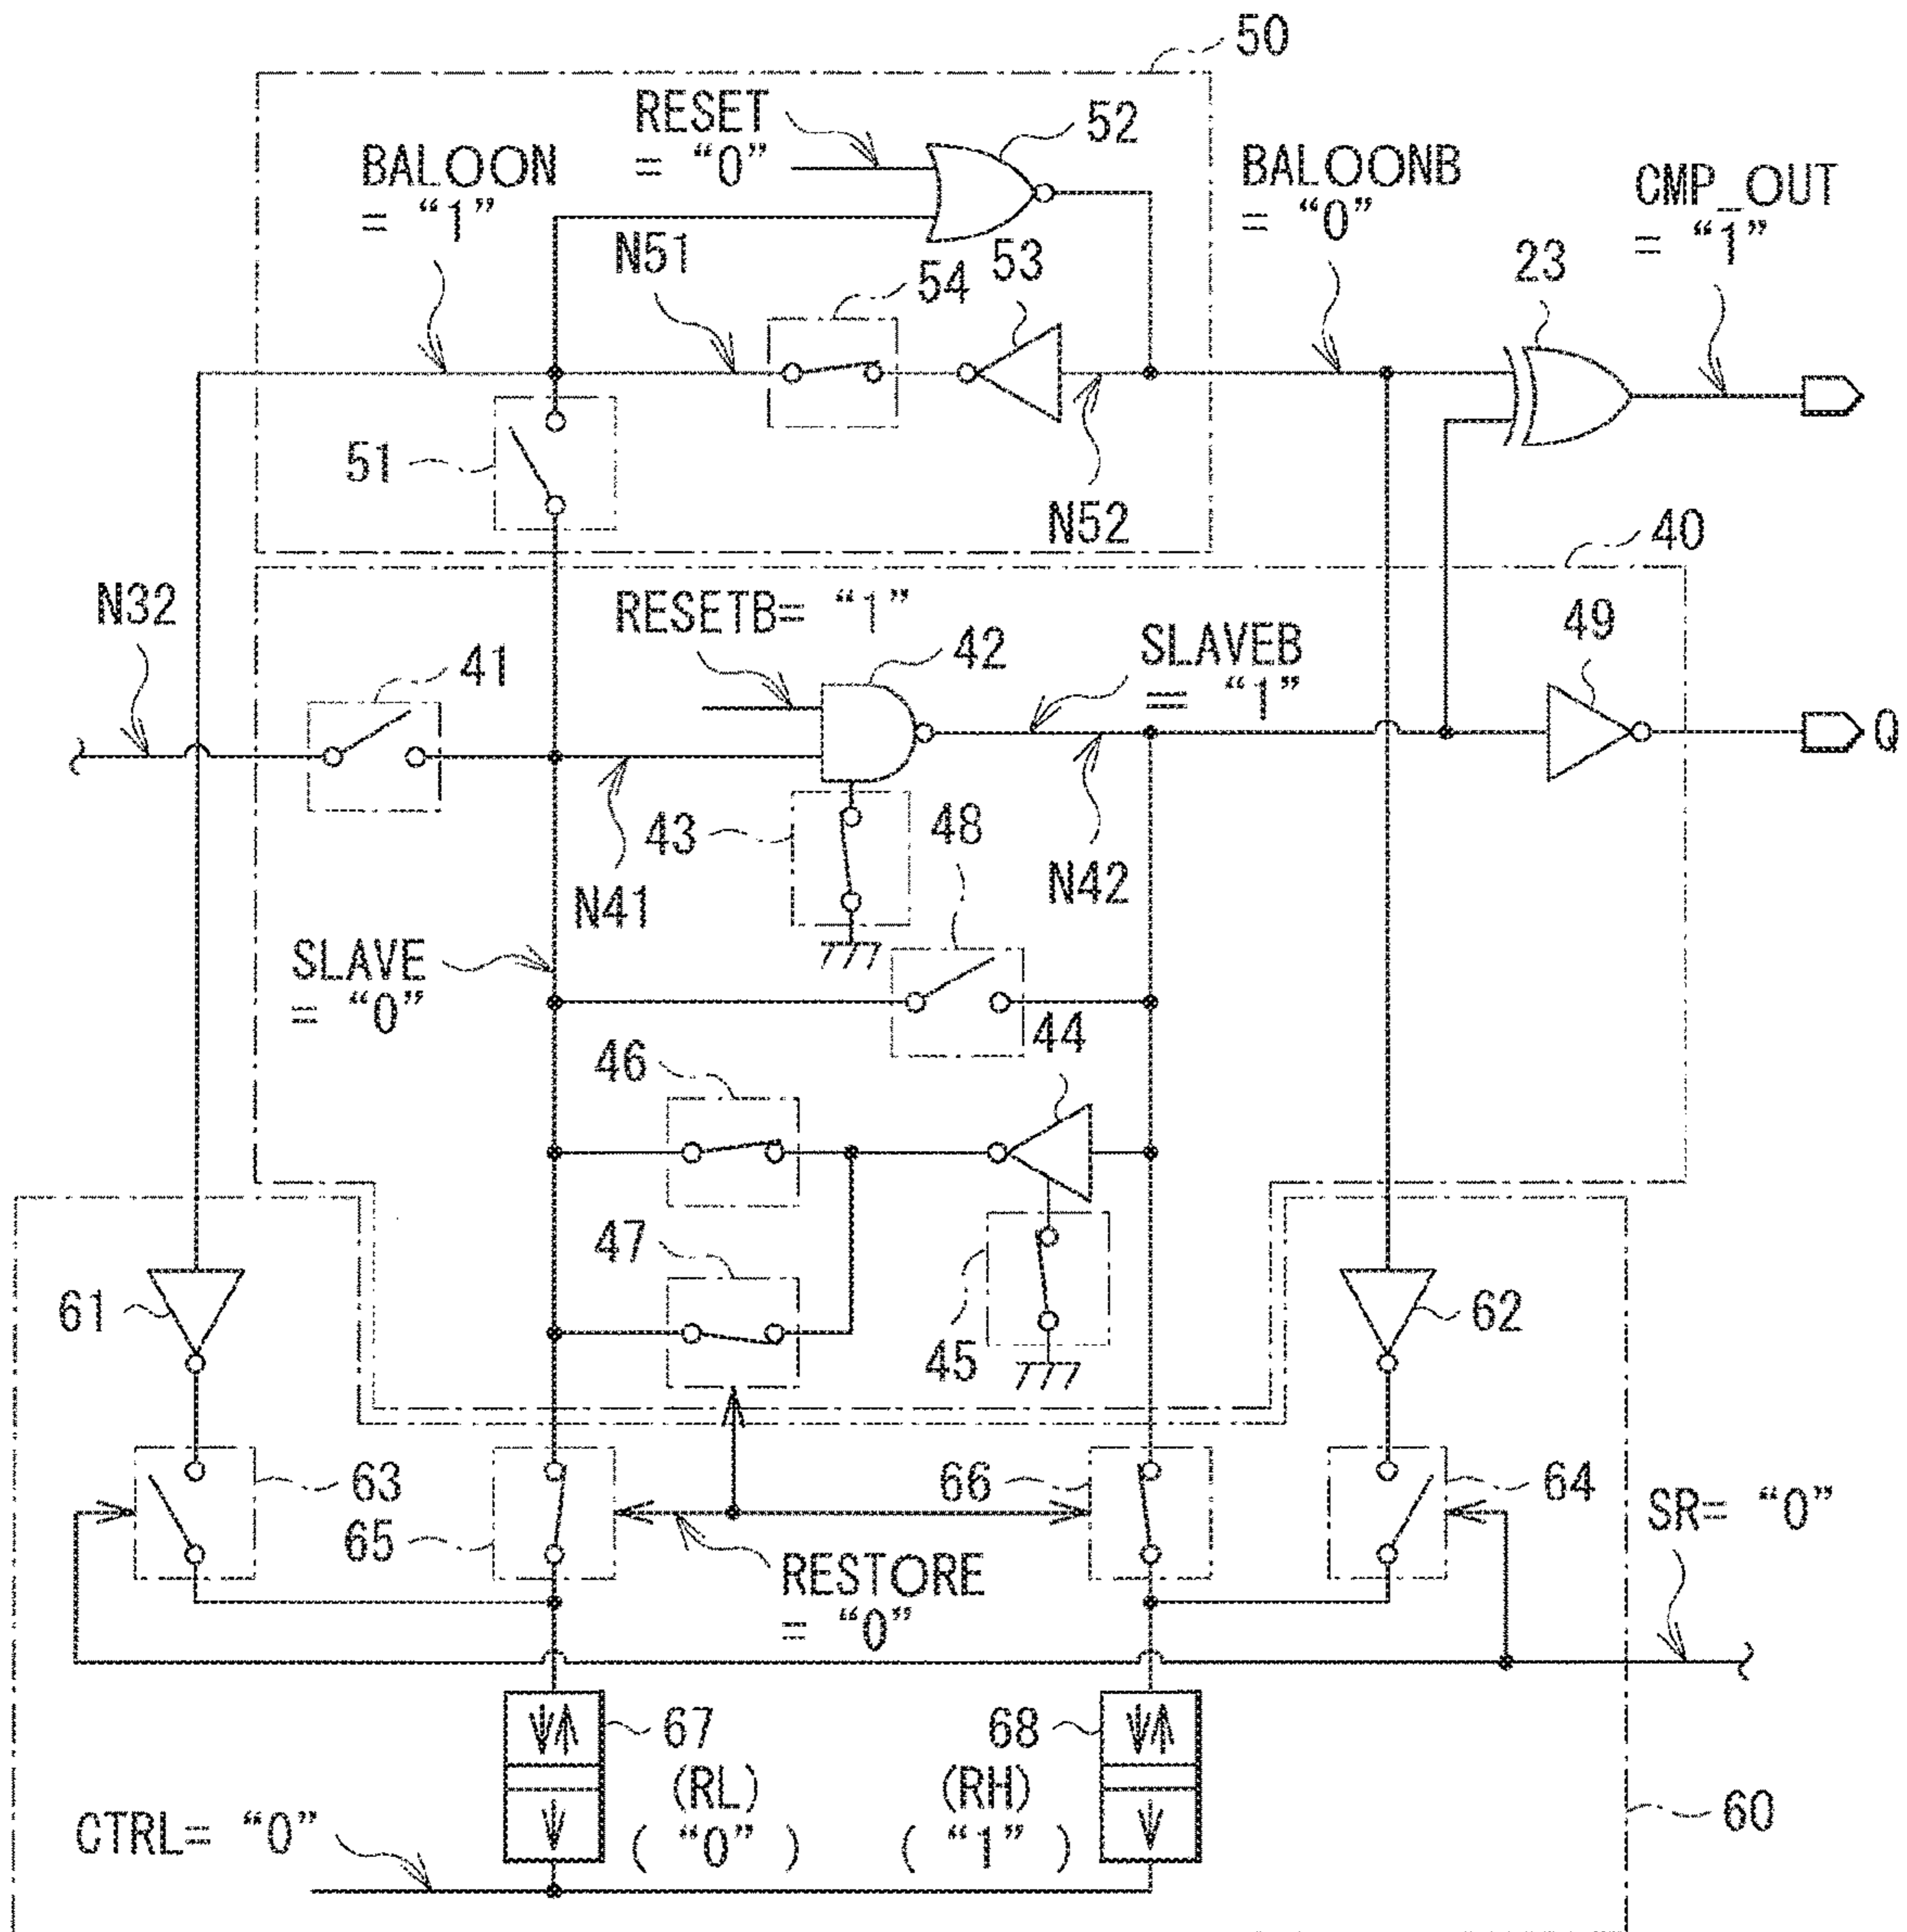 50
RESET
= “0”
52
BALOON
= “1”
BALOONB
= “0”
CMP_OUT
= “1”
N51
54
53
23
51
N52
40
N32
41
RESETB= “1”
42
SLAVEB
= “1”
49
Q
43
48
N41
N42
SLAVE
= “0”
44
46
47
45
61
62
63
65
66
64
SR= “0”
RESTORE
= “0”
67
(RL)
( “0” )
68
(RH)
( “1” )
60
CTRL= “0”